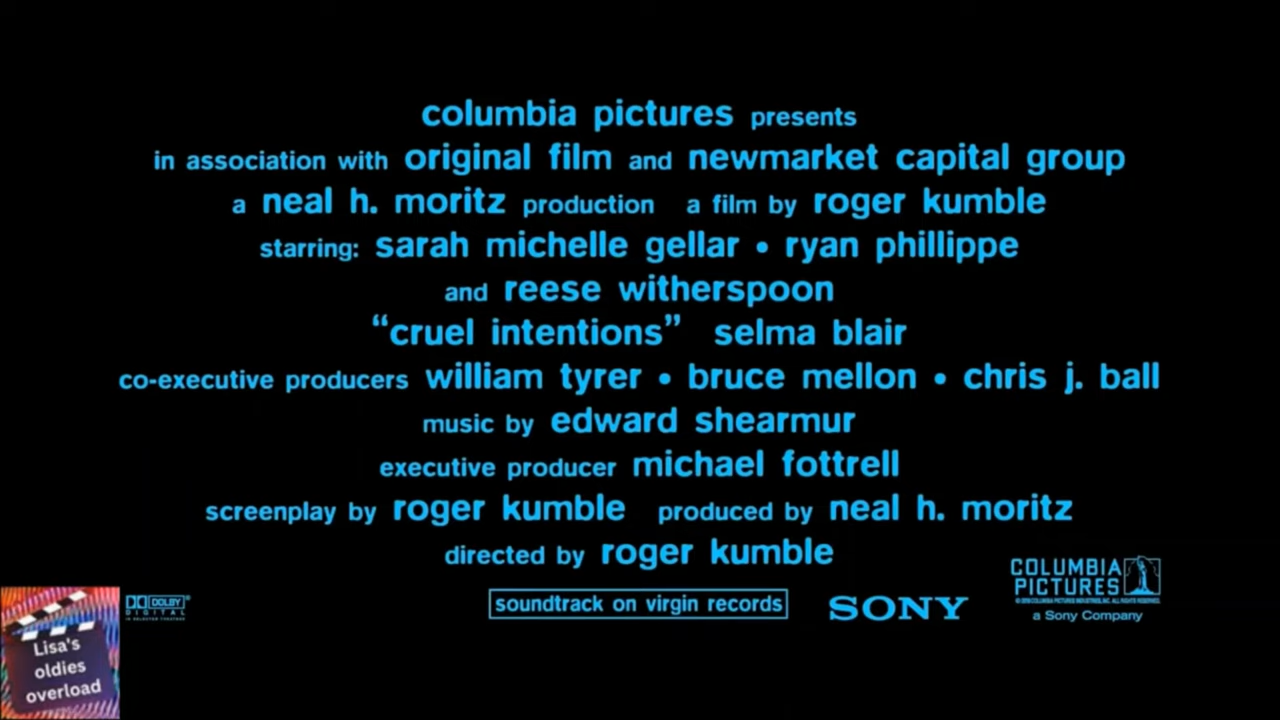 columbia pictures presents
in association with original film and newmarket capital group
a neal h. moritz production a film by roger kumble
starring: sarah michelle gellar • ryan phillippe
and reese witherspoon
“cruel intentions” selma blair
co-executive producers william tyrer • bruce mellon • chris j. ball
music by edward shearmur
executive producer michael fottrell
screenplay by roger kumble produced by neal h. moritz
directed by roger kumble
COLUMBIA
PICTURES
a Sony Company
soundtrack on virgin records
SONY
DOLBY
DIGITAL
Lisa's
oldies
overload